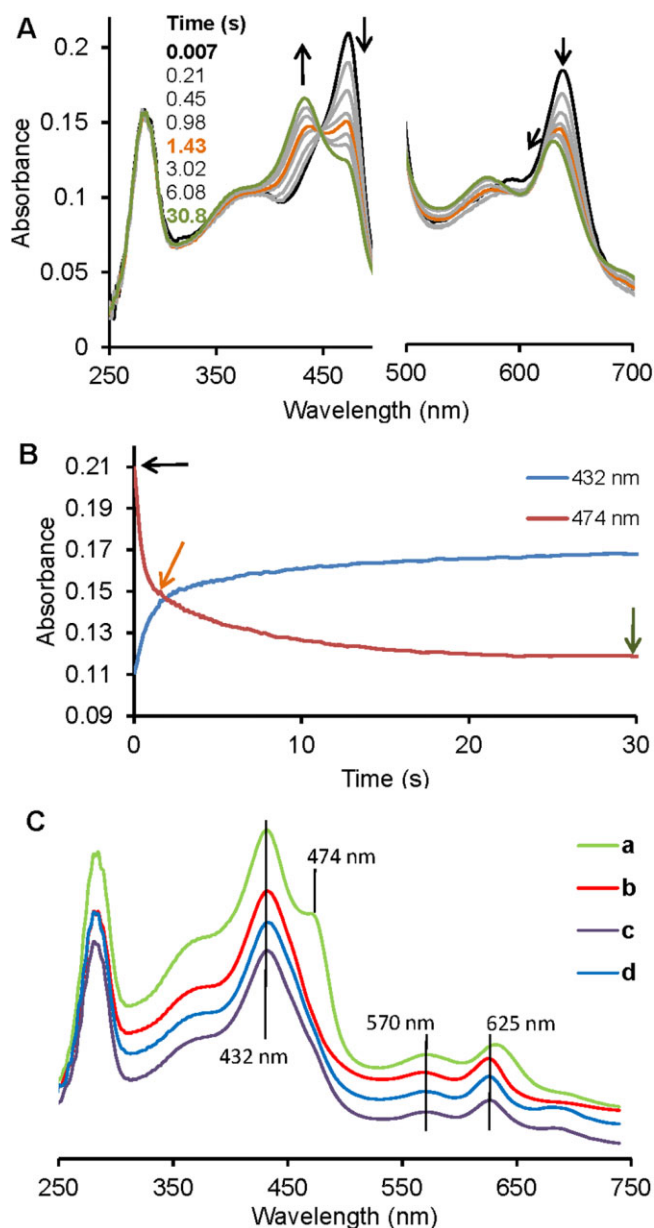 A
Time (s)
0.007
0.21
0.45
0.98
1.43
3.02
6.08
30.8
0.2
0.15
0.1
0.05
0
Absorbance
250
350
450
500
600
700
Wavelength (nm)
B
0.21
0.19
0.17
0.15
0.13
0.11
0.09
Absorbance
432 nm
474 nm
0
10
20
30
Time (s)
C
474 nm
a
b
c
d
432 nm
570 nm
625 nm
250
350
450
550
650
750
Wavelength (nm)